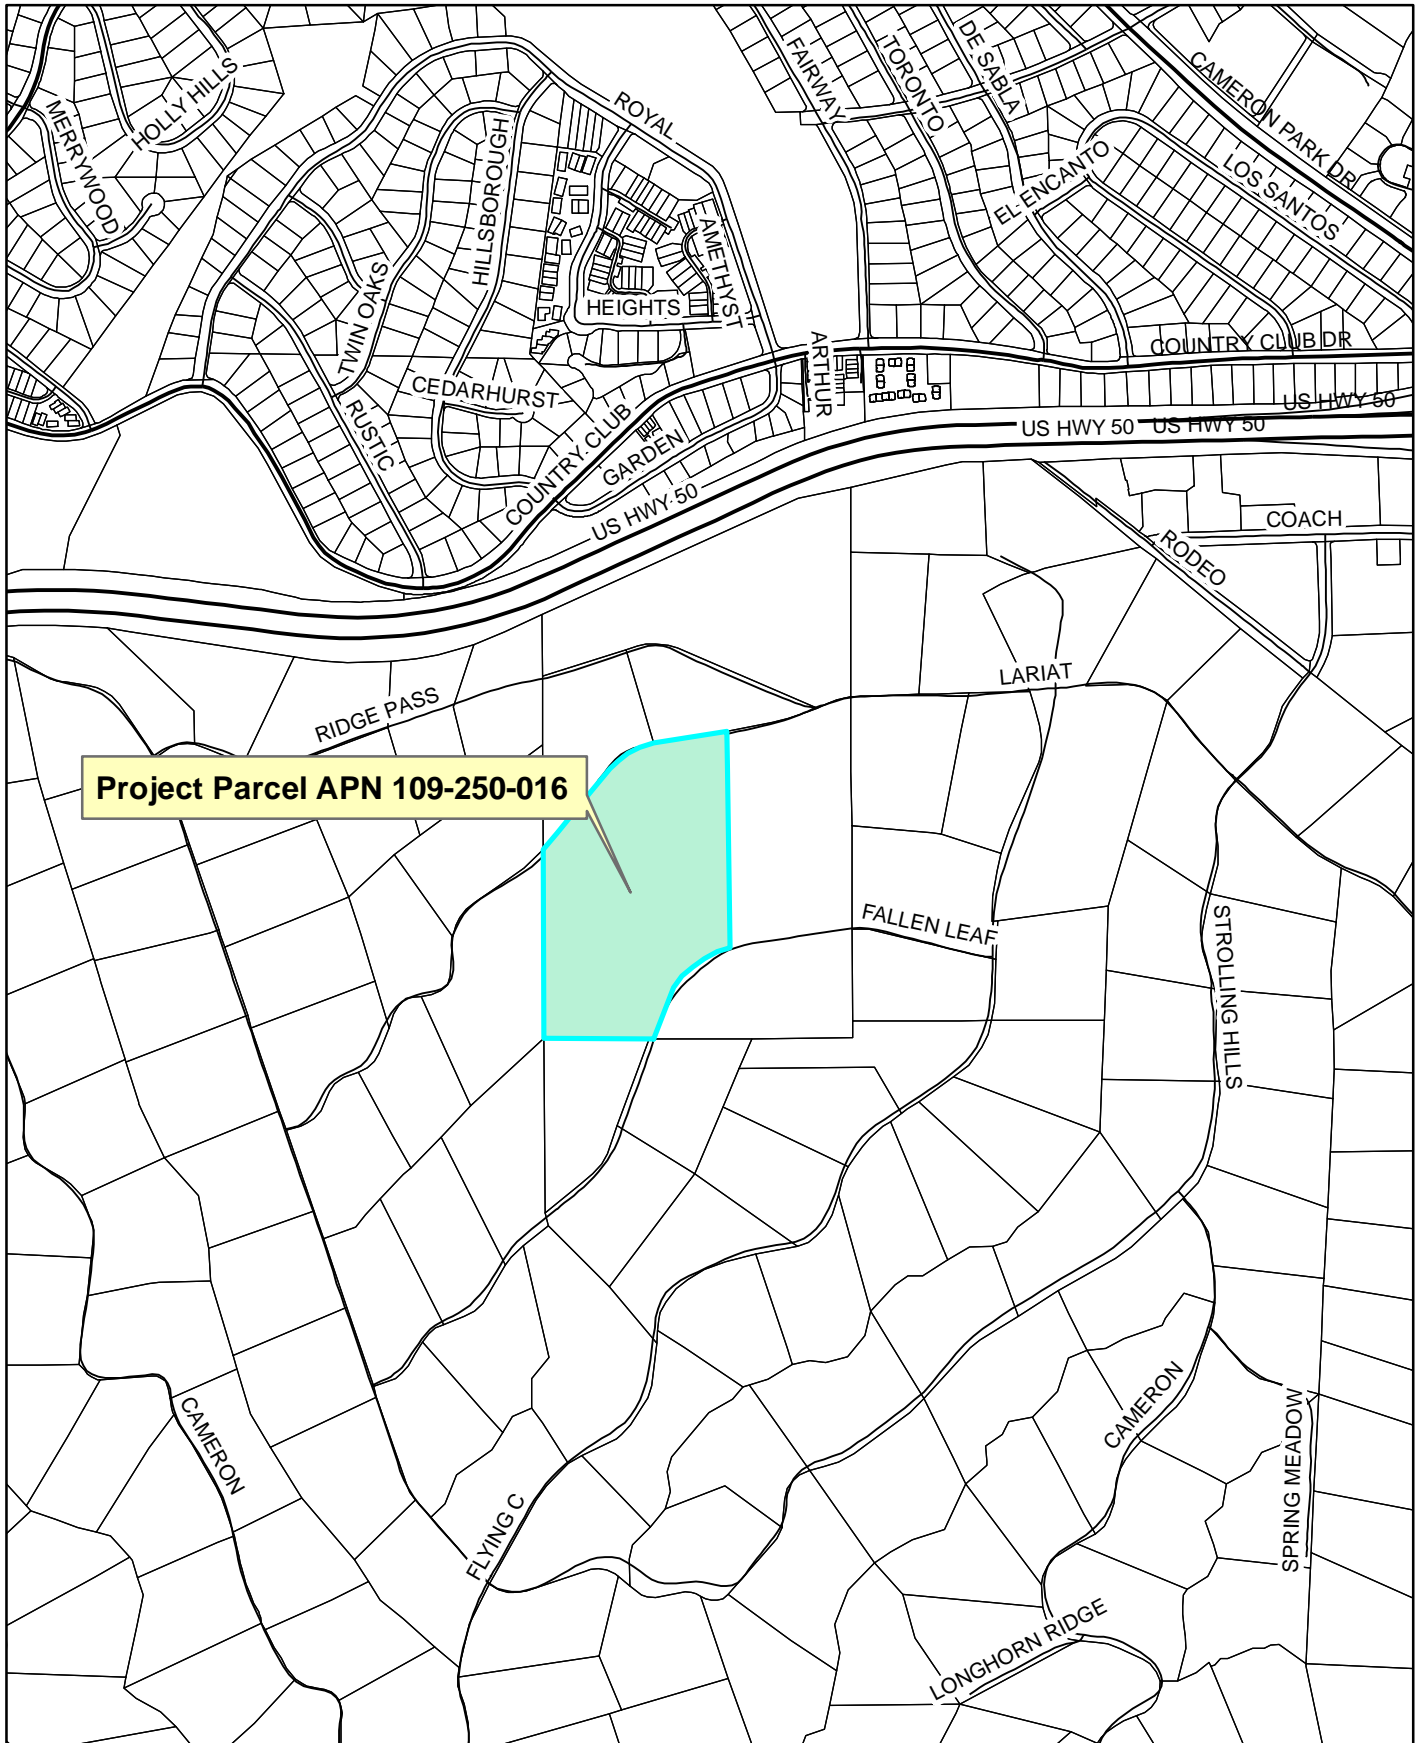 FAIRWAY
TORONTO
DE SABLA
CAMERON PARK DR
HOLLY HILLS
MERRYWOOD
ROYAL
HILLSBOROUGH
EL ENCANTO
LOS SANTOS
AMETHYST
TWIN OAKS
HEIGHTS
ARTHUR
COUNTRY CLUB DR
CEDARHURST
RUSTIC
COUNTRY CLUB
GARDEN
US HWY 50
US HWY 50
US HWY 50
US HWY 50
COACH
RODEO
LARIAT
RIDGE PASS
Project Parcel APN 109-250-016
FALLEN LEAF
STROLLING HILLS
CAMERON
CAMERON
SPRING MEADOW
FLYING C
LONGHORN RIDGE